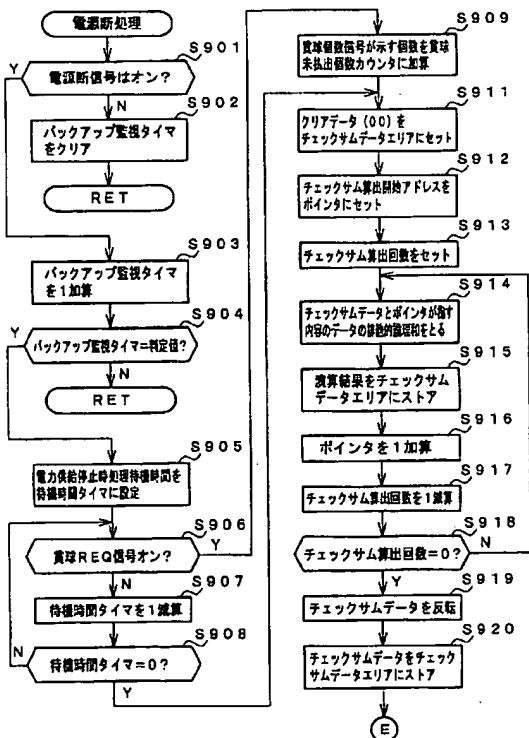 電源断処理
S901
電源断信号はオン?
Y
N
S902
バックアップ監視タイマ
をクリア
RET
S903
バックアップ監視タイマ
を1加算
S904
バックアップ監視タイマ=判定値?
Y
N
RET
S905
電力供給停止時処理待機時間を
待機時間タイマに設定
S906
賞球REQ信号オン?
Y
N
S907
待機時間タイマを1減算
S908
待機時間タイマ=0?
N
Y
S909
賞球個数信号が示す個数を賞球
未払出個数カウンタに加算
S911
クリアデータ(00)を
チェックサムデータエリアにセット
S912
チェックサム算出開始アドレスを
ポインタにセット
S913
チェックサム算出回数をセット
S914
チェックサムデータとポインタが指す
内容のデータの排他的論理和をとる
S915
演算結果をチェックサム
データエリアにストア
S916
ポインタを1加算
S917
チェックサム算出回数を1減算
S918
チェックサム算出回数=0?
N
Y
S919
チェックサムデータを反転
S920
チェックサムデータをチェック
サムデータエリアにストア
E